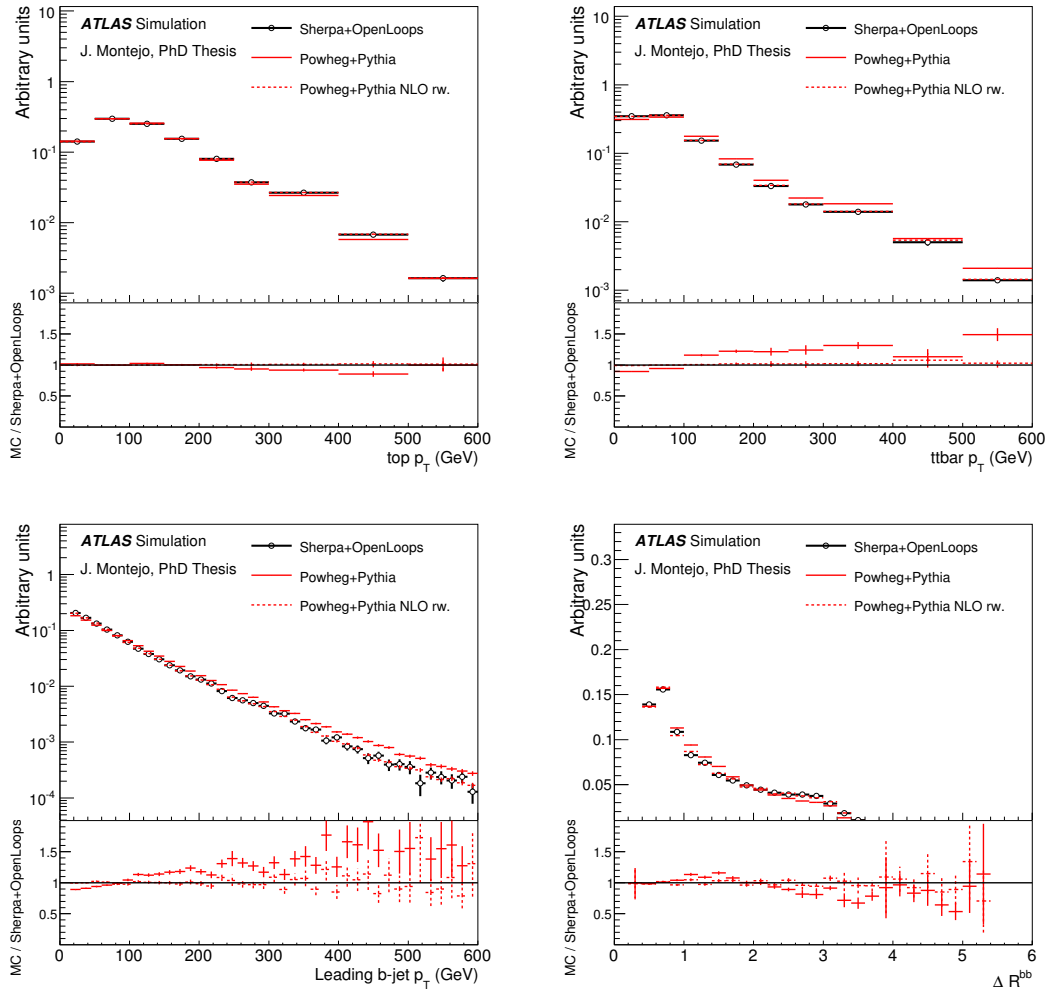 Arbitrary units
10
1
10-1
10-2
10-3
ATLAS Simulation
J. Montejo, PhD Thesis
Sherpa+OpenLoops
Powheg+Pythia
Powheg+Pythia NLO rw.
MC / Sherpa+OpenLoops
1.5
1
0.5
0 100 200 300 400 500 600
top pT (GeV)
Arbitrary units
10
1
10-1
10-2
10-3
ATLAS Simulation
J. Montejo, PhD Thesis
Sherpa+OpenLoops
Powheg+Pythia
Powheg+Pythia NLO rw.
MC / Sherpa+OpenLoops
1.5
1
0.5
0 100 200 300 400 500 600
ttbar pT (GeV)
Arbitrary units
1
10-1
10-2
10-3
10-4
ATLAS Simulation
J. Montejo, PhD Thesis
Sherpa+OpenLoops
Powheg+Pythia
Powheg+Pythia NLO rw.
MC / Sherpa+OpenLoops
1.5
1
0.5
0 100 200 300 400 500 600
Leading b-jet pT (GeV)
Arbitrary units
0.3
0.25
0.2
0.15
0.1
0.05
ATLAS Simulation
J. Montejo, PhD Thesis
Sherpa+OpenLoops
Powheg+Pythia
Powheg+Pythia NLO rw.
MC / Sherpa+OpenLoops
1.5
1
0.5
0 1 2 3 4 5 6
Δ Rbb